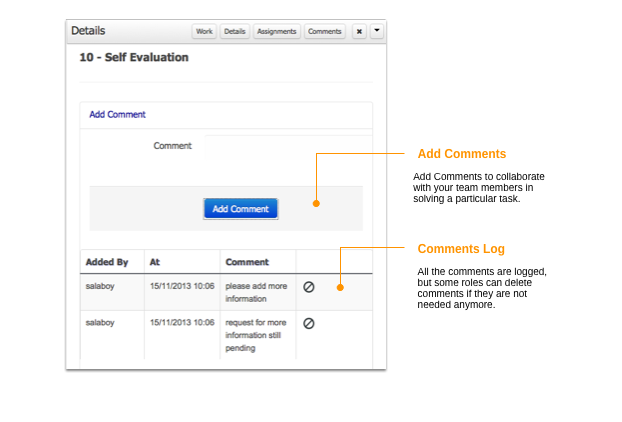 Details
Work Details Assignments Comments
10 - Self Evaluation
Add Comment
Comment
Add Comment
Added By At Comment
salaboy 15/11/2013 10:06 please add more
information
salaboy 15/11/2013 10:06 request for more
information still
pending
Add Comments
Add Comments to collaborate
with your team members in
solving a particular task.
Comments Log
All the comments are logged,
but some roles can delete
comments if they are not
needed anymore.